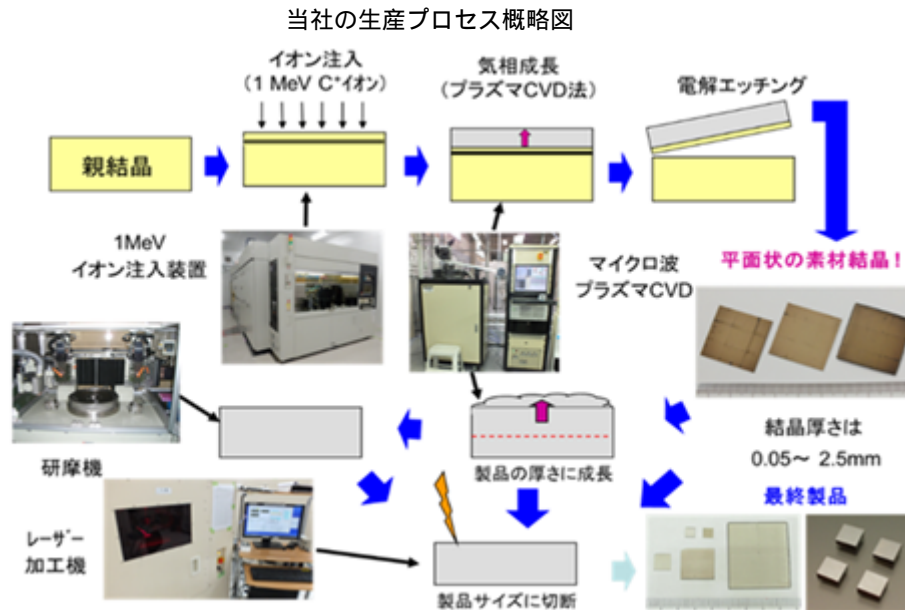 当社の生産プロセス概略図
イオン注入
（1 MeV C⁺イオン）
気相成長
（プラズマCVD法）
電解エッチング
親結晶
1MeV
イオン注入装置
マイクロ波
プラズマCVD
平面状の素材結晶！
研摩機
製品の厚さに成長
結晶厚さは
0.05～ 2.5mm
最終製品
レーザー
加工機
製品サイズに切断